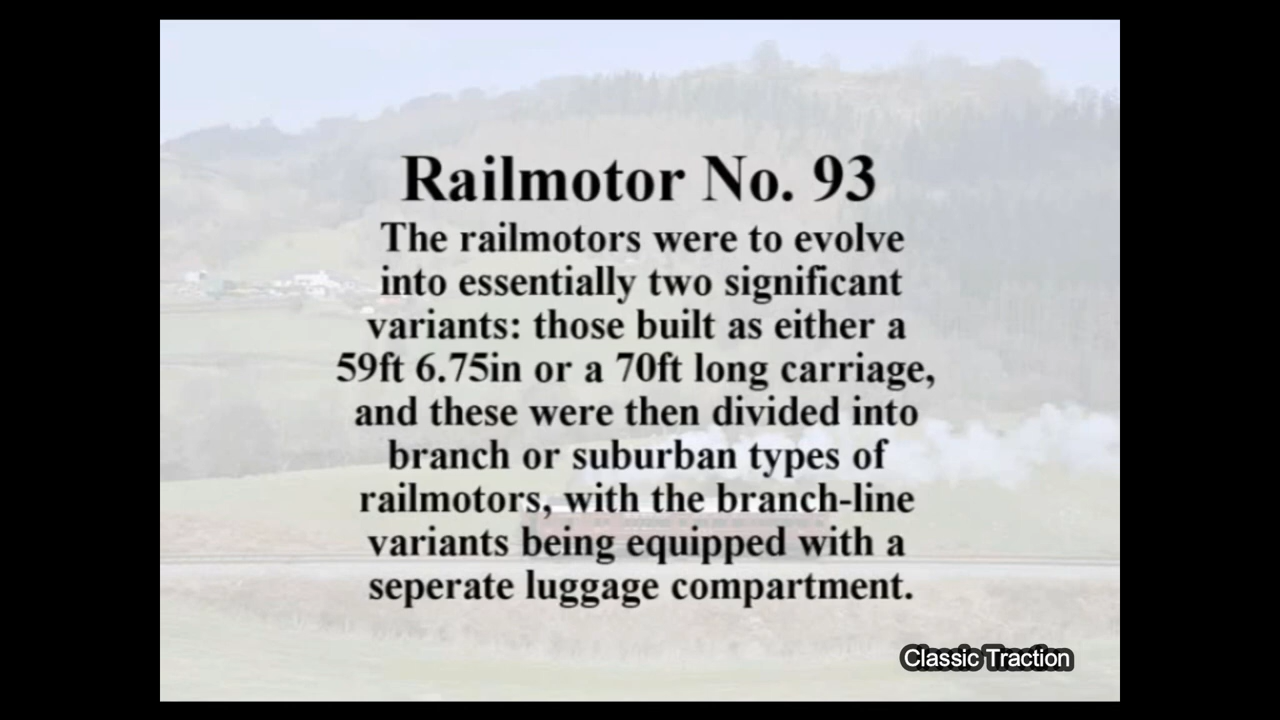 Railmotor No. 93
The railmotors were to evolve
into essentially two significant
variants: those built as either a
59ft 6.75in or a 70ft long carriage,
and these were then divided into
branch or suburban types of
railmotors, with the branch-line
variants being equipped with a
seperate luggage compartment.
Classic Traction